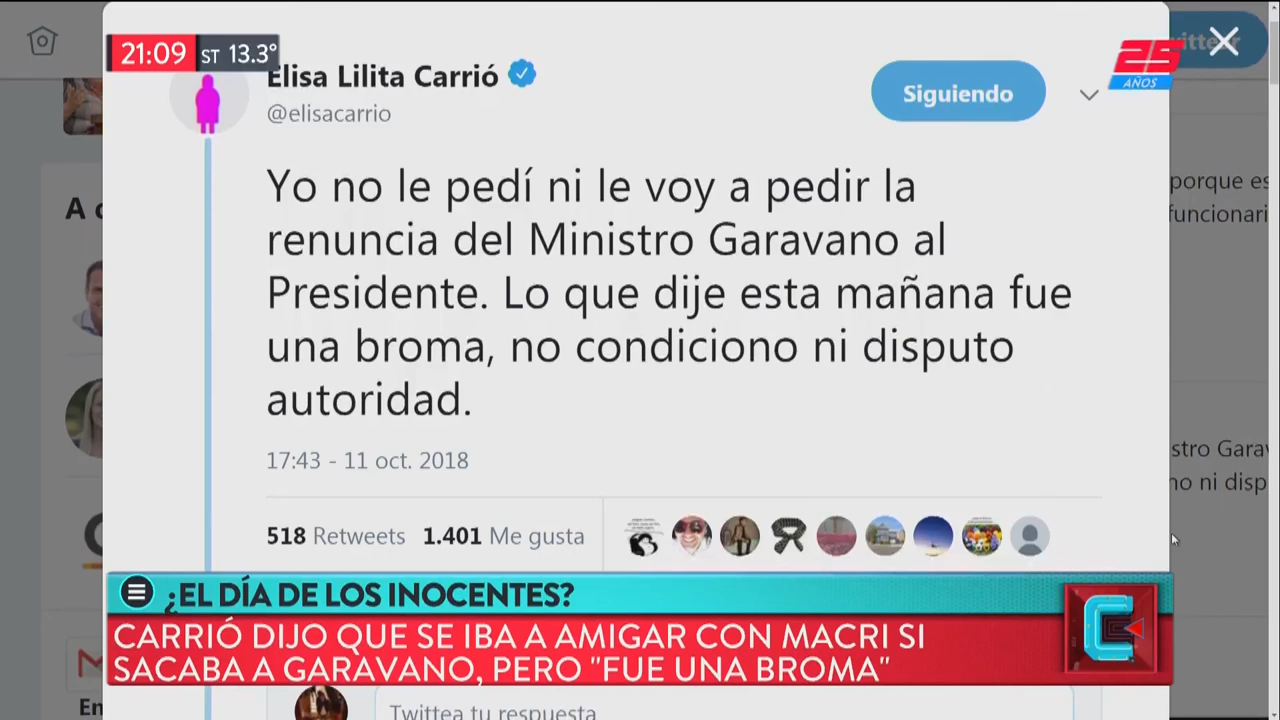 21:09 ST 13.3°
25
AÑOS
Elisa Lilita Carrió
@elisacarrio
Siguiendo
Yo no le pedí ni le voy a pedir la
renuncia del Ministro Garavano al
Presidente. Lo que dije esta mañana fue
una broma, no condiciono ni disputo
autoridad.
17:43 - 11 oct. 2018
518 Retweets 1.401 Me gusta
porque es
funcionari
stro Gara
no ni disp
¿EL DÍA DE LOS INOCENTES?
CARRIÓ DIJO QUE SE IBA A AMIGAR CON MACRI SI
SACABA A GARAVANO, PERO "FUE UNA BROMA"
Twittea tu respuesta